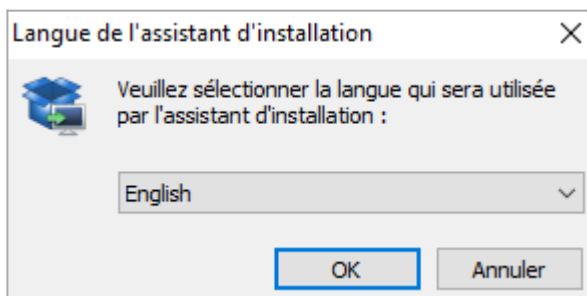 Langue de l'assistant d'installation
Veuillez sélectionner la langue qui sera utilisée
par l'assistant d'installation :
English
OK
Annuler